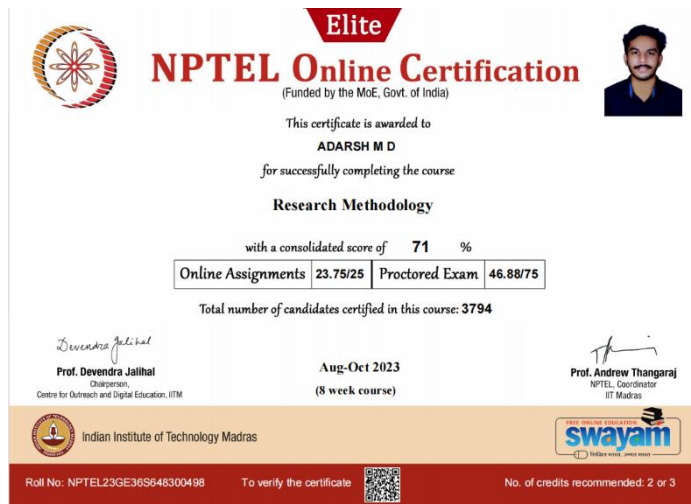 Elite
NPTEL Online Certification
(Funded by the MoE, Govt. of India)
This certificate is awarded to
ADARSH M D
for successfully completing the course
Research Methodology
with a consolidated score of 71 %
Online Assignments 23.75/25 Proctored Exam 46.88/75
Total number of candidates certified in this course: 3794
Devendra Jalihal
Prof. Devendra Jalihal
Chairperson,
Centre for Outreach and Digital Education, IITM
Aug-Oct 2023
(8 week course)
Prof. Andrew Thangaraj
NPTEL, Coordinator
IIT Madras
Indian Institute of Technology Madras
FREE ONLINE EDUCATION
swayam
शिक्षित भारत, उन्नत भारत
Roll No: NPTEL23GE36S648300498 To verify the certificate No. of credits recommended: 2 or 3